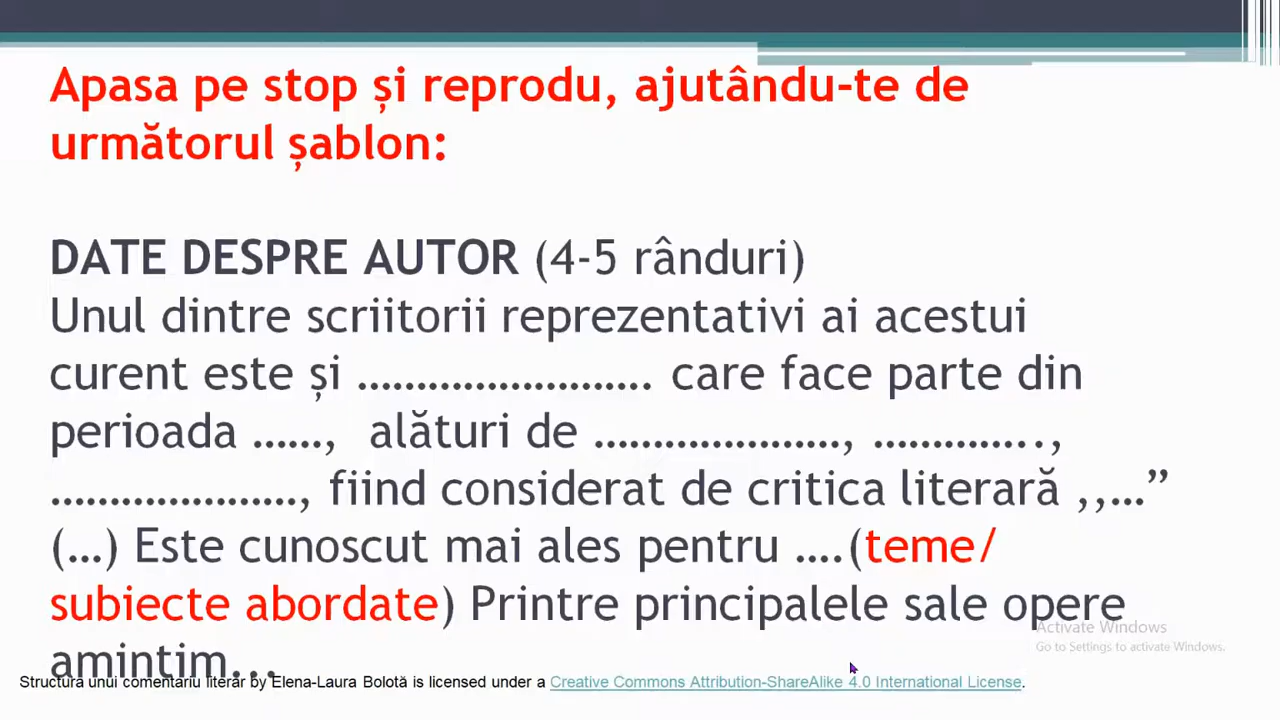 Apasa pe stop și reprodu, ajutându-te de
următorul șablon:
DATE DESPRE AUTOR (4-5 rânduri)
Unul dintre scriitorii reprezentativi ai acestui
curent este și ……………………. care face parte din
perioada ……, alături de …………………, …………..,
…………………, fiind considerat de critica literară ,,…”
(…) Este cunoscut mai ales pentru ….(teme/
subiecte abordate) Printre principalele sale opere
amintim...
Activate Windows
Go to Settings to activate Windows.
Structura unui comentariu literar by Elena-Laura Bolotă is licensed under a Creative Commons Attribution-ShareAlike 4.0 International License.